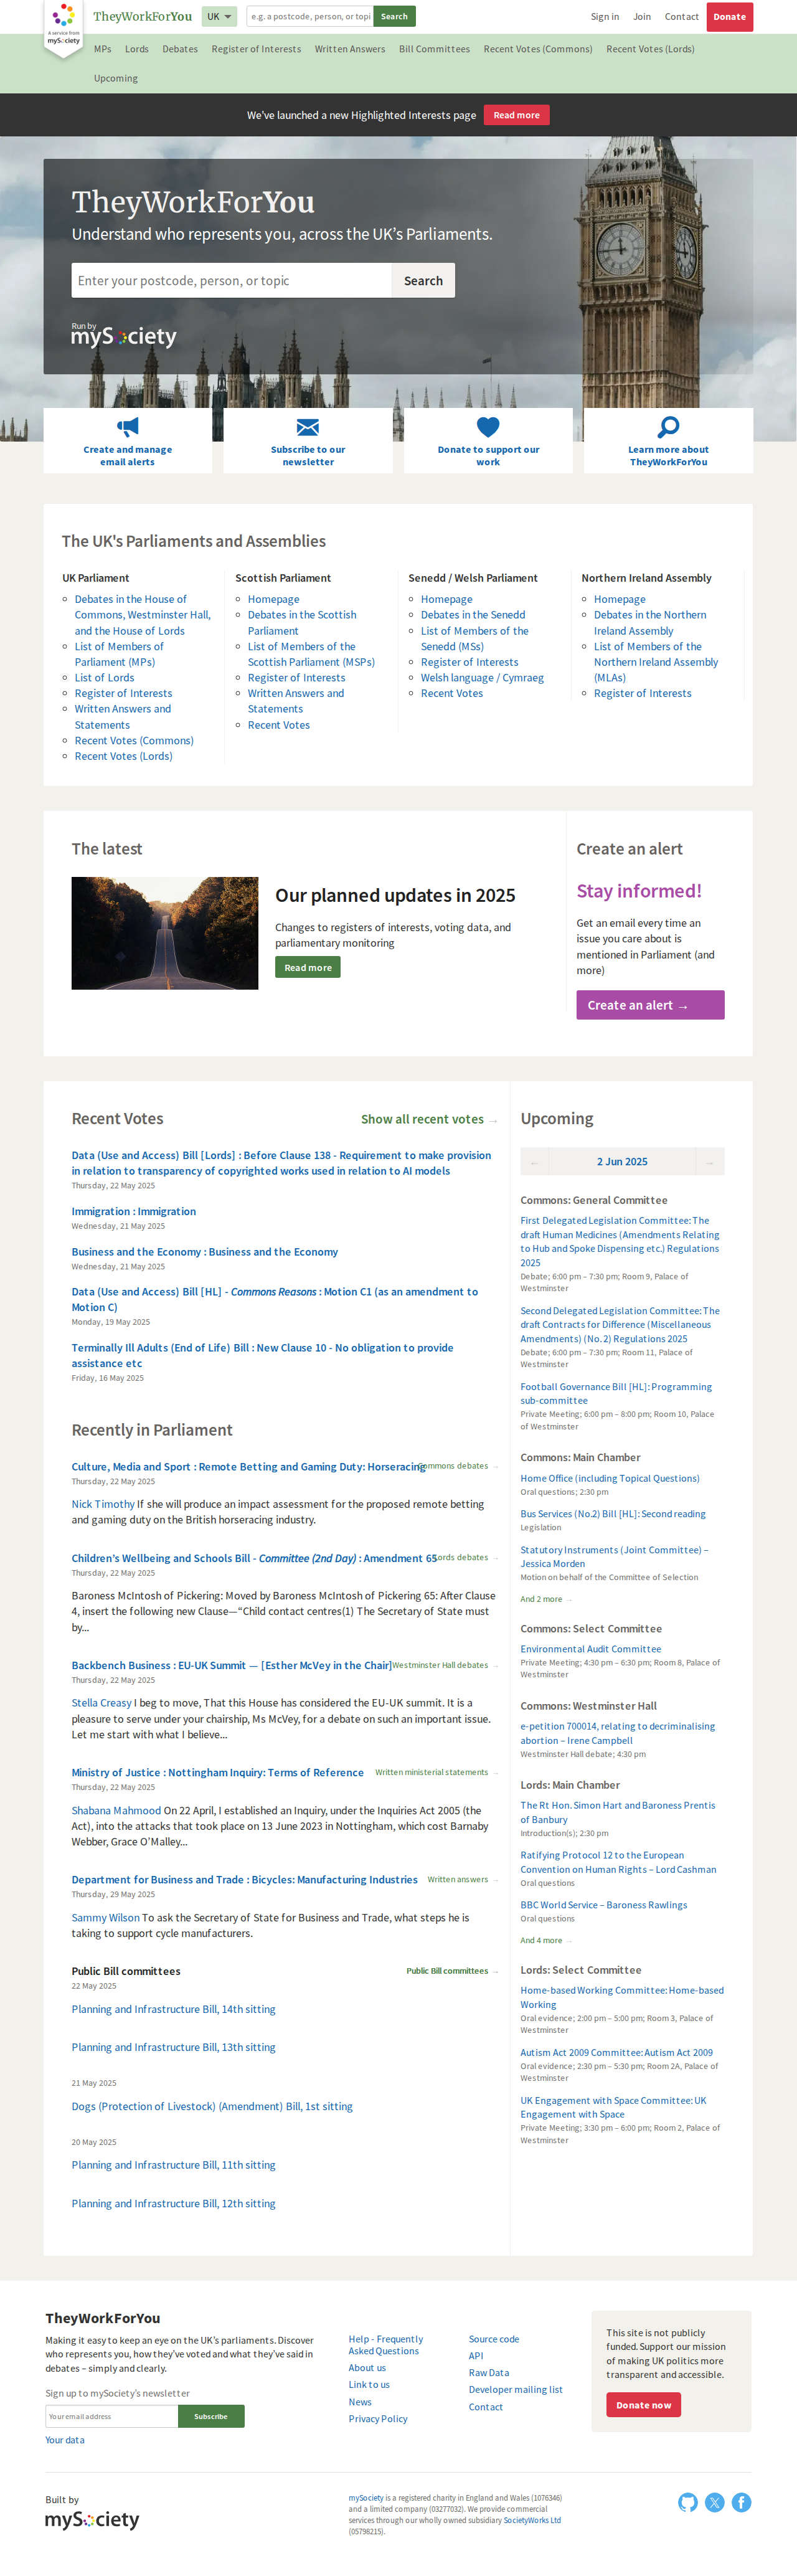 A service from
mySociety
TheyWorkForYou
UK
e.g. a postcode, person, or topi
Search
Sign in
Join
Contact
Donate
MPs
Lords
Debates
Register of Interests
Written Answers
Bill Committees
Recent Votes (Commons)
Recent Votes (Lords)
Upcoming
We've launched a new Highlighted Interests page
Read more
TheyWorkForYou
Understand who represents you, across the UK's Parliaments.
Enter your postcode, person, or topic
Search
Run by
mySociety
Create and manage
email alerts
Subscribe to our
newsletter
Donate to support our
work
Learn more about
TheyWorkForYou
The UK's Parliaments and Assemblies
UK Parliament
Debates in the House of
Commons, Westminster Hall,
and the House of Lords
List of Members of
Parliament (MPs)
List of Lords
Register of Interests
Written Answers and
Statements
Recent Votes (Commons)
Recent Votes (Lords)
Scottish Parliament
Homepage
Debates in the Scottish
Parliament
List of Members of the
Scottish Parliament (MSPs)
Register of Interests
Written Answers and
Statements
Recent Votes
Senedd / Welsh Parliament
Homepage
Debates in the Senedd
List of Members of the
Senedd (MSs)
Register of Interests
Welsh language / Cymraeg
Recent Votes
Northern Ireland Assembly
Homepage
Debates in the Northern
Ireland Assembly
List of Members of the
Northern Ireland Assembly
(MLAs)
Register of Interests
The latest
Our planned updates in 2025
Changes to registers of interests, voting data, and
parliamentary monitoring
Read more
Create an alert
Stay informed!
Get an email every time an
issue you care about is
mentioned in Parliament (and
more)
Create an alert →
Recent Votes
Show all recent votes →
Data (Use and Access) Bill [Lords] : Before Clause 138 - Requirement to make provision
in relation to transparency of copyrighted works used in relation to AI models
Thursday, 22 May 2025
Immigration : Immigration
Wednesday, 21 May 2025
Business and the Economy : Business and the Economy
Wednesday, 21 May 2025
Data (Use and Access) Bill [HL] - Commons Reasons : Motion C1 (as an amendment to
Motion C)
Monday, 19 May 2025
Terminally Ill Adults (End of Life) Bill : New Clause 10 - No obligation to provide
assistance etc
Friday, 16 May 2025
Recently in Parliament
Culture, Media and Sport : Remote Betting and Gaming Duty: Horseracing
Commons debates →
Thursday, 22 May 2025
Nick Timothy If she will produce an impact assessment for the proposed remote betting
and gaming duty on the British horseracing industry.
Children's Wellbeing and Schools Bill - Committee (2nd Day) : Amendment 65
Lords debates →
Thursday, 22 May 2025
Baroness McIntosh of Pickering: Moved by Baroness McIntosh of Pickering 65: After Clause
4, insert the following new Clause—“Child contact centres(1) The Secretary of State must
by...
Backbench Business : EU-UK Summit — [Esther McVey in the Chair]
Westminster Hall debates →
Thursday, 22 May 2025
Stella Creasy I beg to move, That this House has considered the EU-UK summit. It is a
pleasure to serve under your chairship, Ms McVey, for a debate on such an important issue.
Let me start with what I believe...
Ministry of Justice : Nottingham Inquiry: Terms of Reference
Written ministerial statements →
Thursday, 22 May 2025
Shabana Mahmood On 22 April, I established an Inquiry, under the Inquiries Act 2005 (the
Act), into the attacks that took place on 13 June 2023 in Nottingham, which cost Barnaby
Webber, Grace O'Malley...
Department for Business and Trade : Bicycles: Manufacturing Industries
Written answers →
Thursday, 29 May 2025
Sammy Wilson To ask the Secretary of State for Business and Trade, what steps he is
taking to support cycle manufacturers.
Public Bill committees
Public Bill committees →
22 May 2025
Planning and Infrastructure Bill, 14th sitting
Planning and Infrastructure Bill, 13th sitting
21 May 2025
Dogs (Protection of Livestock) (Amendment) Bill, 1st sitting
20 May 2025
Planning and Infrastructure Bill, 11th sitting
Planning and Infrastructure Bill, 12th sitting
Upcoming
← 2 Jun 2025 →
Commons: General Committee
First Delegated Legislation Committee: The
draft Human Medicines (Amendments Relating
to Hub and Spoke Dispensing etc.) Regulations
2025
Debate; 6:00 pm – 7:30 pm; Room 9, Palace of
Westminster
Second Delegated Legislation Committee: The
draft Contracts for Difference (Miscellaneous
Amendments) (No. 2) Regulations 2025
Debate; 6:00 pm – 7:30 pm; Room 11, Palace of
Westminster
Football Governance Bill [HL]: Programming
sub-committee
Private Meeting; 6:00 pm – 8:00 pm; Room 10, Palace
of Westminster
Commons: Main Chamber
Home Office (including Topical Questions)
Oral questions; 2:30 pm
Bus Services (No.2) Bill [HL]: Second reading
Legislation
Statutory Instruments (Joint Committee) –
Jessica Morden
Motion on behalf of the Committee of Selection
And 2 more →
Commons: Select Committee
Environmental Audit Committee
Private Meeting; 4:30 pm – 6:30 pm; Room 8, Palace of
Westminster
Commons: Westminster Hall
e-petition 700014, relating to decriminalising
abortion – Irene Campbell
Westminster Hall debate; 4:30 pm
Lords: Main Chamber
The Rt Hon. Simon Hart and Baroness Prentis
of Banbury
Introduction(s); 2:30 pm
Ratifying Protocol 12 to the European
Convention on Human Rights – Lord Cashman
Oral questions
BBC World Service – Baroness Rawlings
Oral questions
And 4 more →
Lords: Select Committee
Home-based Working Committee: Home-based
Working
Oral evidence; 2:00 pm – 5:00 pm; Room 3, Palace of
Westminster
Autism Act 2009 Committee: Autism Act 2009
Oral evidence; 2:30 pm – 5:30 pm; Room 2A, Palace of
Westminster
UK Engagement with Space Committee: UK
Engagement with Space
Private Meeting; 3:30 pm – 6:00 pm; Room 2, Palace of
Westminster
TheyWorkForYou
Making it easy to keep an eye on the UK's parliaments. Discover
who represents you, how they've voted and what they've said in
debates – simply and clearly.
Sign up to mySociety's newsletter
Your email address
Subscribe
Your data
Help - Frequently
Asked Questions
About us
Link to us
News
Privacy Policy
Source code
API
Raw Data
Developer mailing list
Contact
This site is not publicly
funded. Support our mission
of making UK politics more
transparent and accessible.
Donate now
Built by
mySociety
mySociety is a registered charity in England and Wales (1076346)
and a limited company (03277032). We provide commercial
services through our wholly owned subsidiary SocietyWorks Ltd
(05798215).